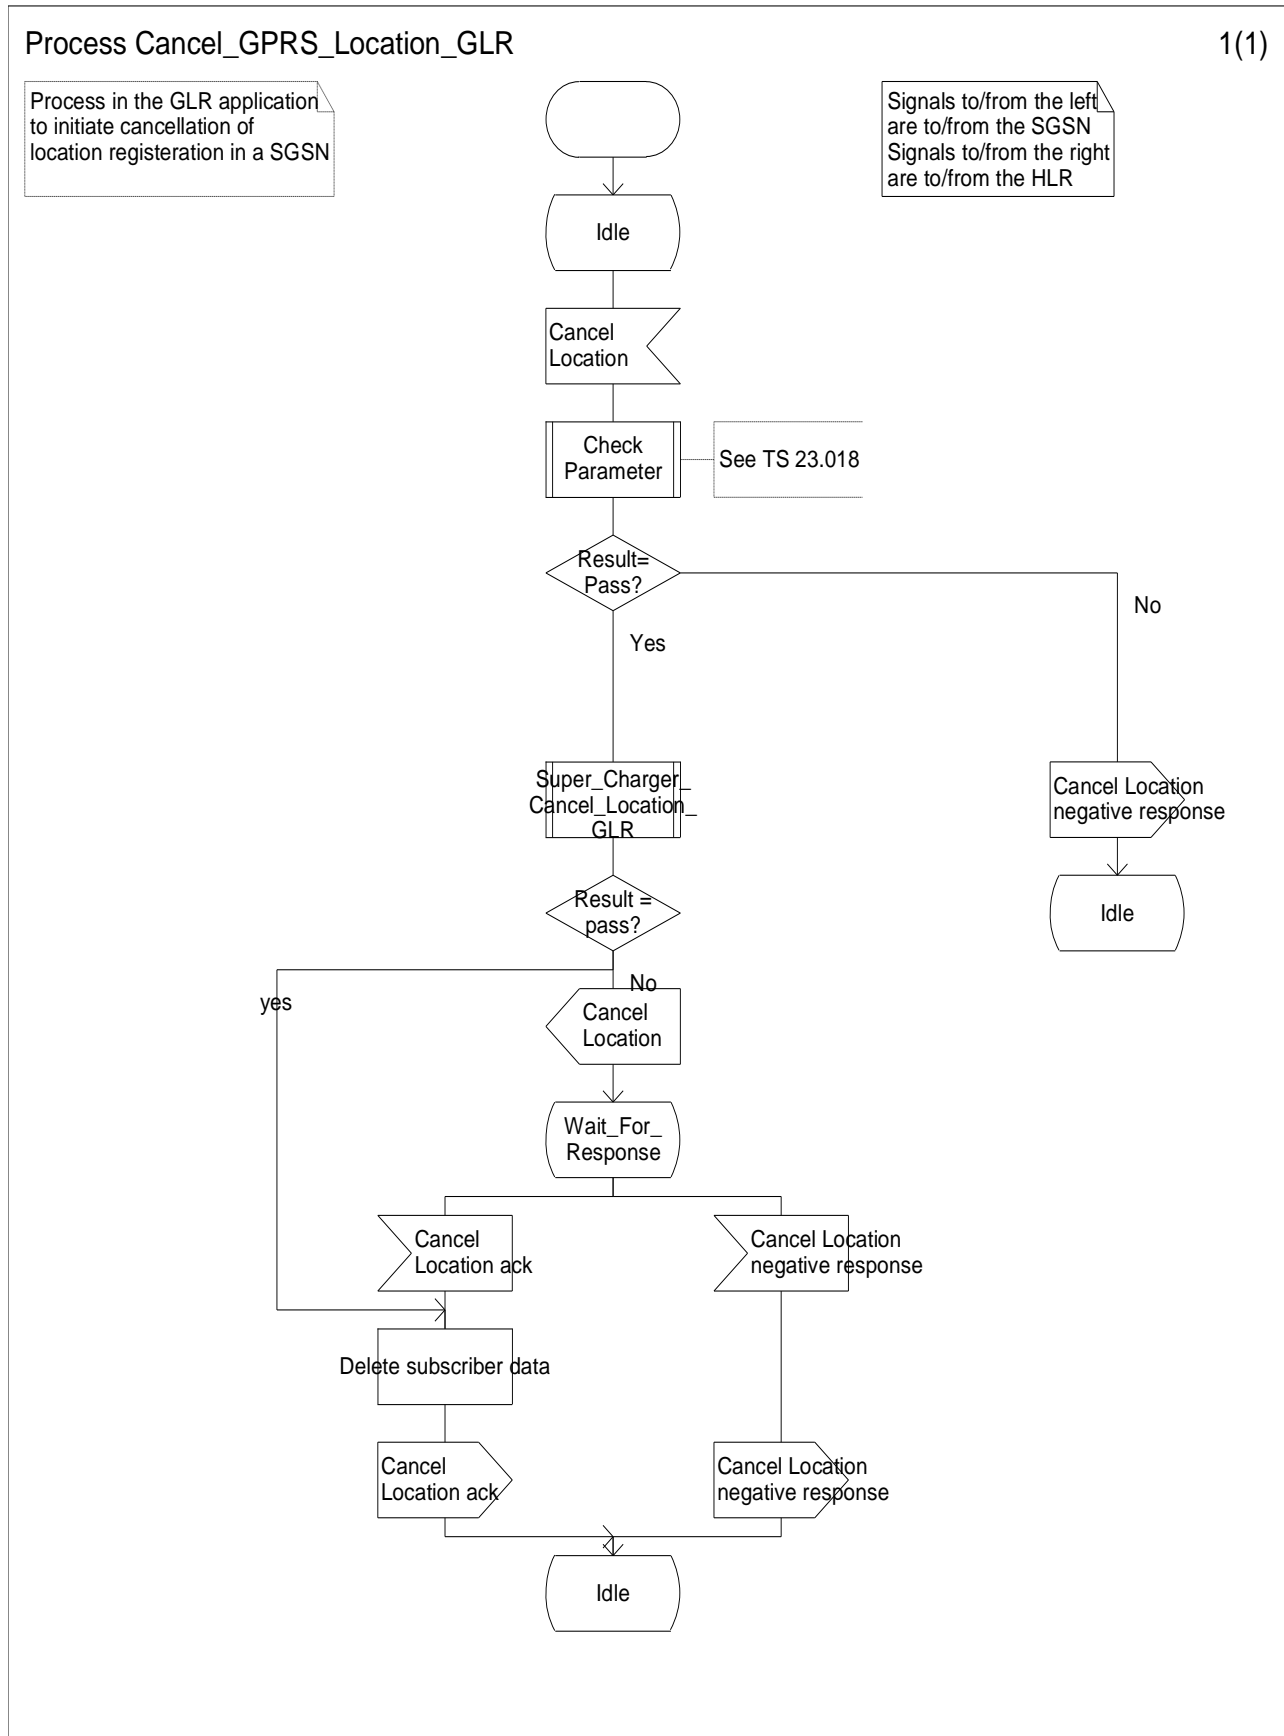 Process Cancel_GPRS_Location_GLR
1(1)
Process in the GLR application
to initiate cancellation of
location registeration in a SGSN
Signals to/from the left
are to/from the SGSN
Signals to/from the right
are to/from the HLR
Idle
Cancel
Location
Check
Parameter
See TS 23.018
Result=
Pass?
No
Yes
Super_Charger_
Cancel_Location_
GLR
Cancel Location
negative response
Result =
pass?
Idle
yes
No
Cancel
Location
Wait_For_
Response
Cancel
Location ack
Cancel Location
negative response
Delete subscriber data
Cancel
Location ack
Cancel Location
negative response
Idle